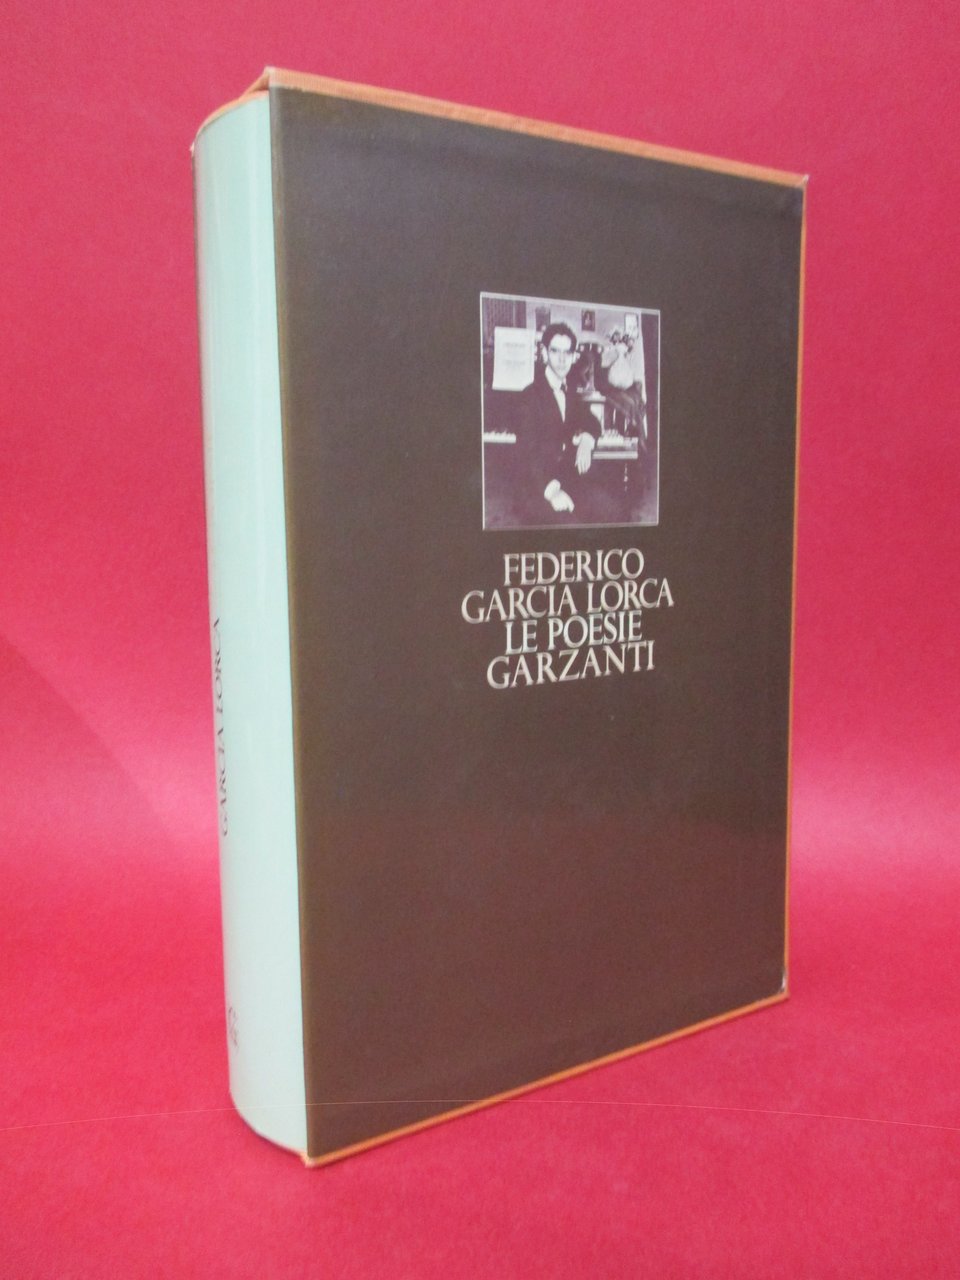 FEDERICO
GARCIA LORCA
LE POESIE
GARZANTI
GARCIA LORCA